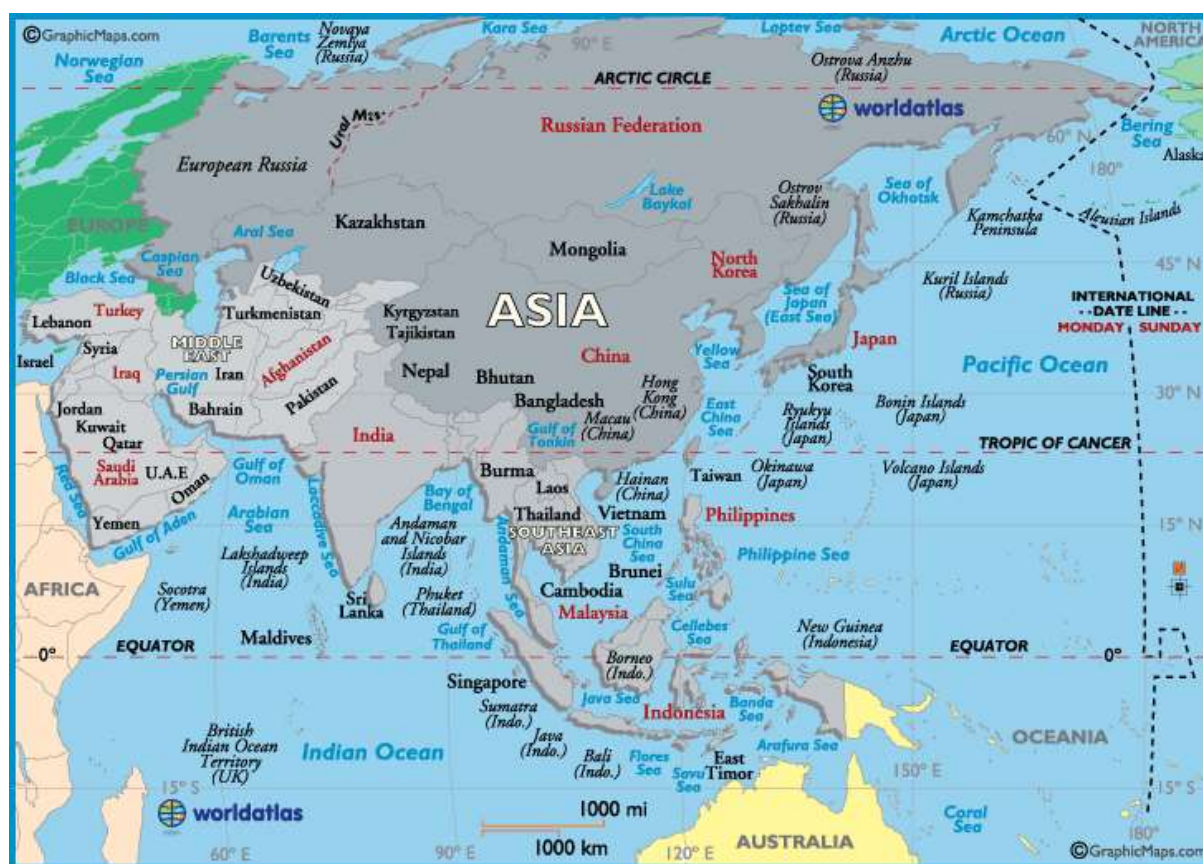 ©GraphicMaps.com
Norwegian
Sea
Barents
Sea
Novaya
Zemlya
(Russia)
Kara Sea
90° E
Laptev Sea
Arctic Ocean
NORTH
AMERICA
ARCTIC CIRCLE
Ostrova Anzhu
(Russia)
worldatlas
Ural Mts.
Russian Federation
60° N
Bering
Sea
180°
Alaska
European Russia
Lake
Baykal
Ostrov
Sakhalin
(Russia)
Sea of
Okhotsk
Kamchatka
Peninsula
Aleutian Islands
EUROPE
Kazakhstan
Aral Sea
Mongolia
North
Korea
Caspian
Sea
Black Sea
Uzbekistan
Turkmenistan
Kyrgyzstan
Tajikistan
ASIA
Sea of
Japan
(East Sea)
Kuril Islands
(Russia)
45° N
INTERNATIONAL
DATE LINE
MONDAY SUNDAY
Turkey
Lebanon
Syria
Israel
Iraq
MIDDLE
EAST
Persian
Gulf
Iran
Afghanistan
Pakistan
Nepal
Bhutan
China
Yellow
Sea
Japan
South
Korea
Pacific Ocean
30° N
Jordan
Kuwait
Qatar
Bahrain
India
Bangladesh
Macau
(China)
Hong
Kong
(China)
Gulf of
Tonkin
East
China
Sea
Ryukyu
Islands
(Japan)
Bonin Islands
(Japan)
TROPIC OF CANCER
Red Sea
Saudi
Arabia
U.A.E
Oman
Gulf of
Oman
Laccadive Sea
Bay of
Bengal
Burma
Laos
Hainan
(China)
Taiwan
Okinawa
(Japan)
Volcano Islands
(Japan)
Yemen
Gulf of Aden
Arabian
Sea
Andaman
and Nicobar
Islands
(India)
Andaman Sea
Thailand
Vietnam
SOUTHEAST
ASIA
South
China
Sea
Philippines
15° N
Philippine Sea
AFRICA
Socotra
(Yemen)
Lakshadweep
Islands
(India)
Sri
Lanka
Phuket
(Thailand)
Cambodia
Brunei
Sulu
Sea
Malaysia
Maldives
Gulf of
Thailand
Cellebes
Sea
New Guinea
(Indonesia)
EQUATOR
EQUATOR
0°
0°
Singapore
Borneo
(Indo.)
Sumatra
(Indo.)
Java Sea
Indonesia
Banda
Sea
British
Indian Ocean
Territory
(UK)
Indian Ocean
Java
(Indo.)
Bali
(Indo.)
Flores
Sea
Savu
Sea
East
Timor
Arafura Sea
OCEANIA
150° E
15° S
15° S
worldatlas
1000 mi
1000 km
60° E
90° E
120° E
AUSTRALIA
Coral
Sea
180°
©GraphicMaps.com